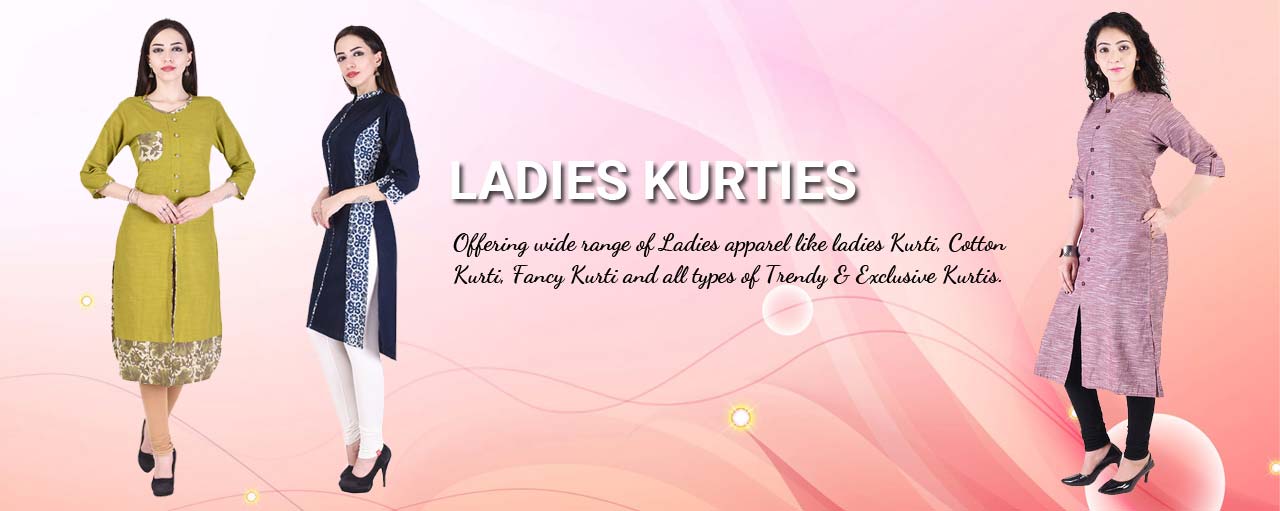 LADIES KURTIES
Offering wide range of Ladies apparel like ladies Kurti, Cotton
Kurti, Fancy Kurti and all types of Trendy & Exclusive Kurtis.